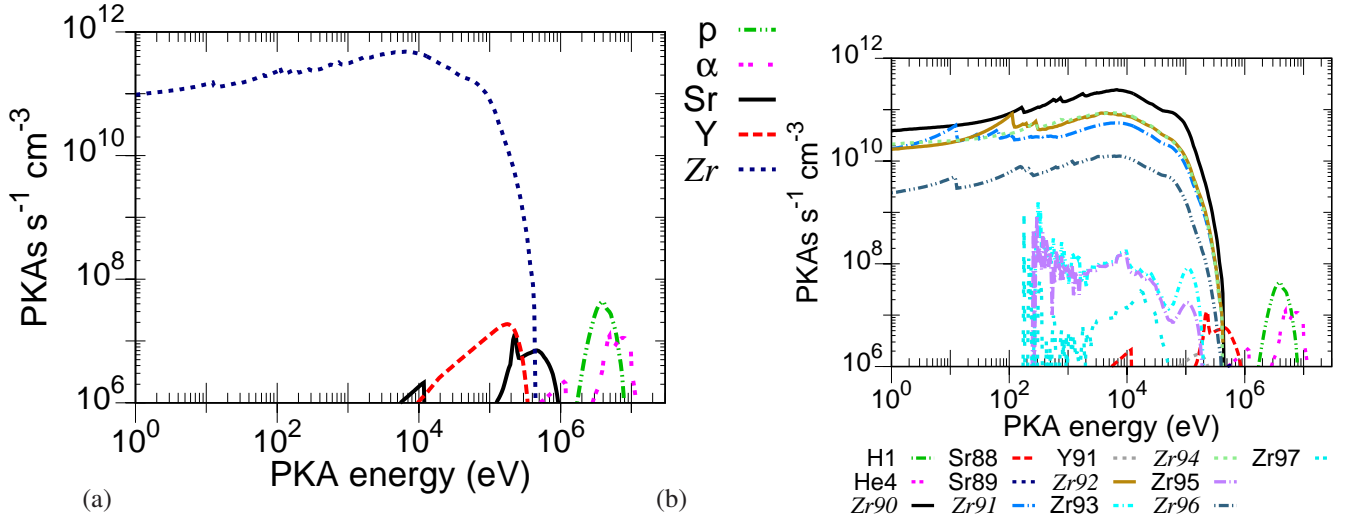 10^12
10^10
10^8
10^6
PKAs s^-1 cm^-3
10^0 10^2 10^4 10^6
PKA energy (eV)
(a)
p
α
Sr
Y
Zr
10^12
10^10
10^8
10^6
PKAs s^-1 cm^-3
10^0 10^2 10^4 10^6
PKA energy (eV)
(b)
H1 Sr88 Y91 Zr94 Zr97
He4 Sr89 Zr92 Zr95
Zr90 Zr91 Zr93 Zr96